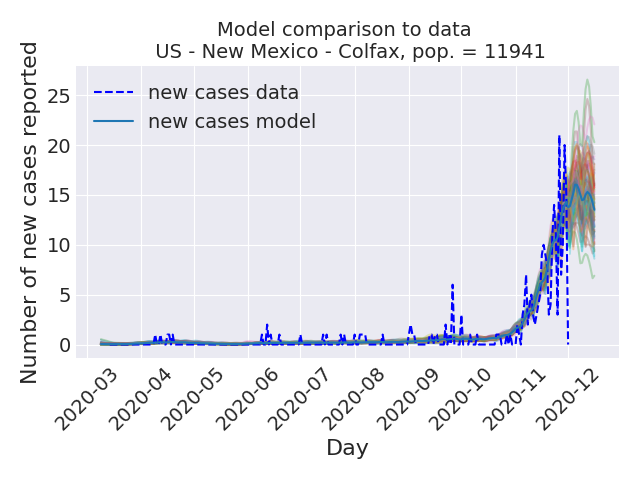 Model comparison to data
US - New Mexico - Colfax, pop. = 11941
Number of new cases reported
25
20
15
10
5
0
new cases data
new cases model
2020-03
2020-04
2020-05
2020-06
2020-07
2020-08
2020-09
2020-10
2020-11
2020-12
Day